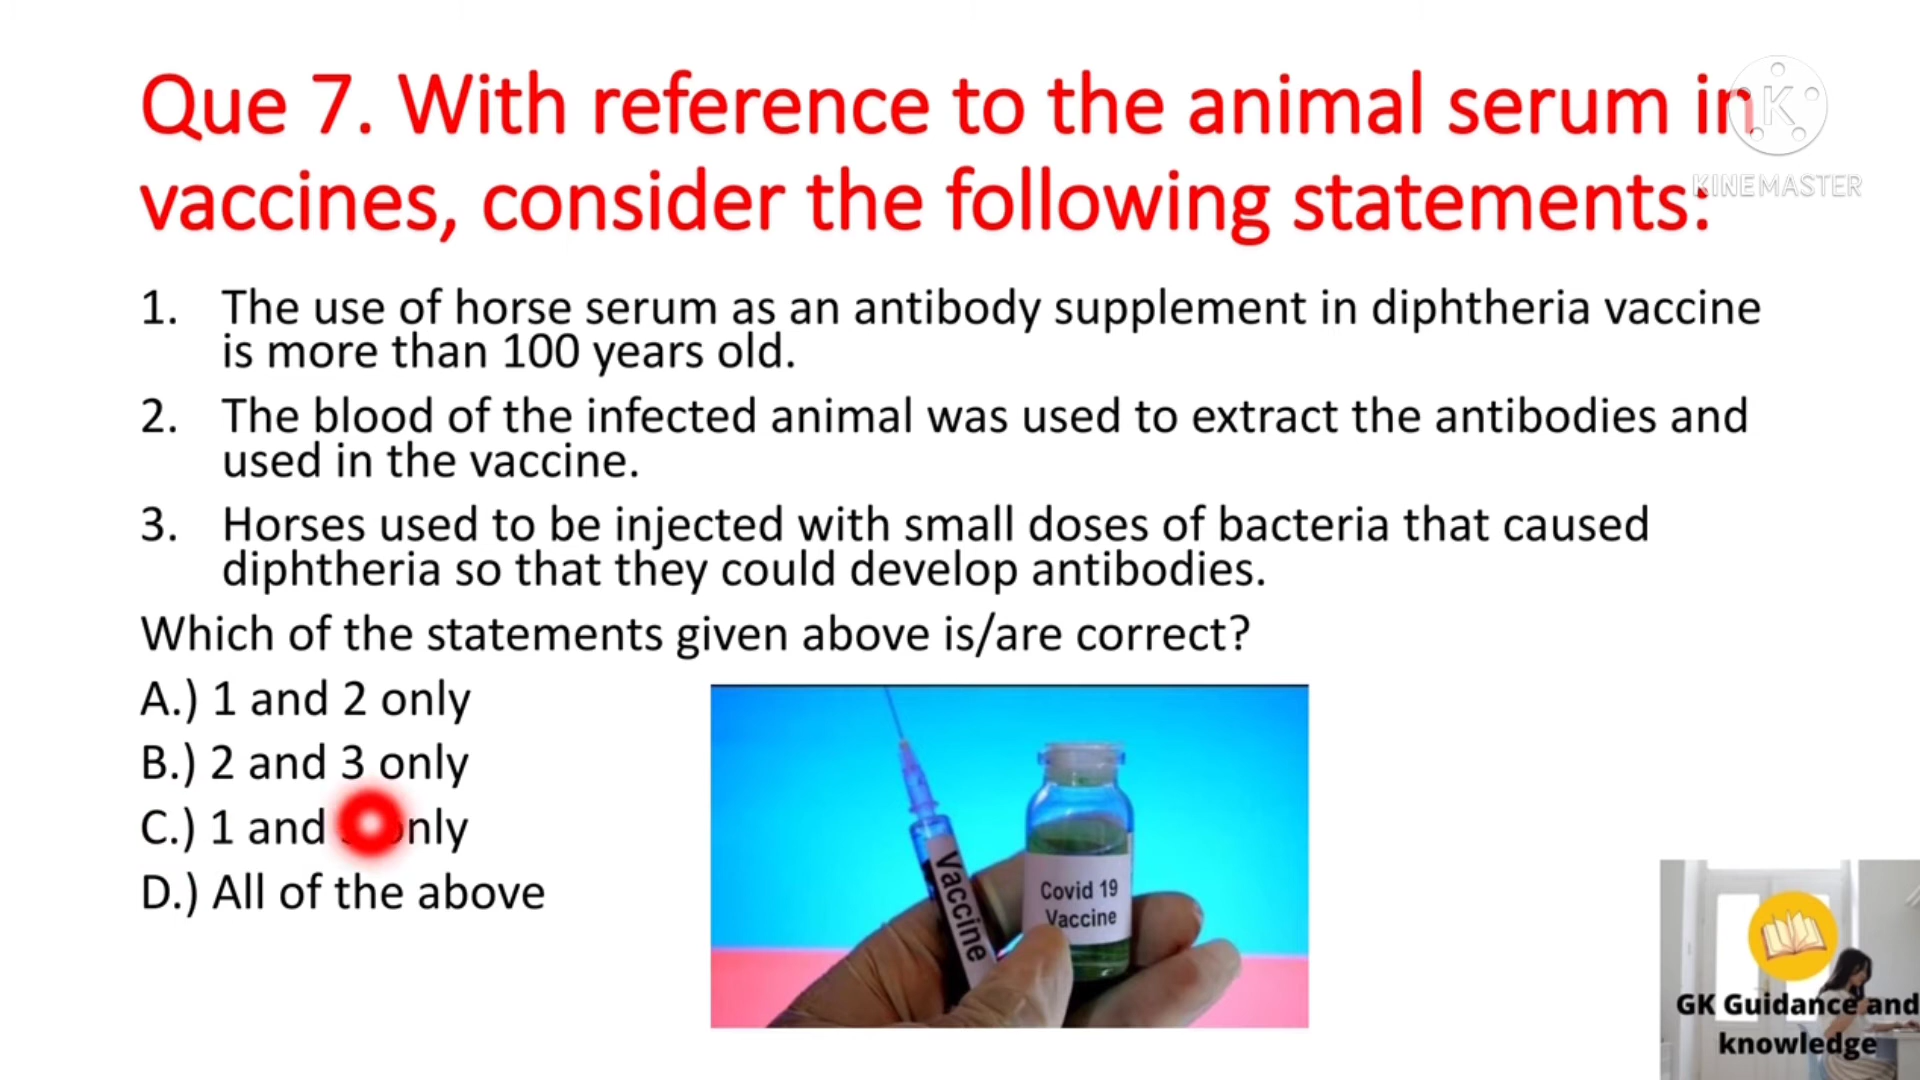 Que 7. With reference to the animal serum in
vaccines, consider the following statements:
KINEMASTER
1. The use of horse serum as an antibody supplement in diphtheria vaccine
is more than 100 years old.
2. The blood of the infected animal was used to extract the antibodies and
used in the vaccine.
3. Horses used to be injected with small doses of bacteria that caused
diphtheria so that they could develop antibodies.
Which of the statements given above is/are correct?
A.) 1 and 2 only
B.) 2 and 3 only
C.) 1 and
D.) All of the above
Vaccine
Covid 19
Vaccine
GK Guidance and
knowledge